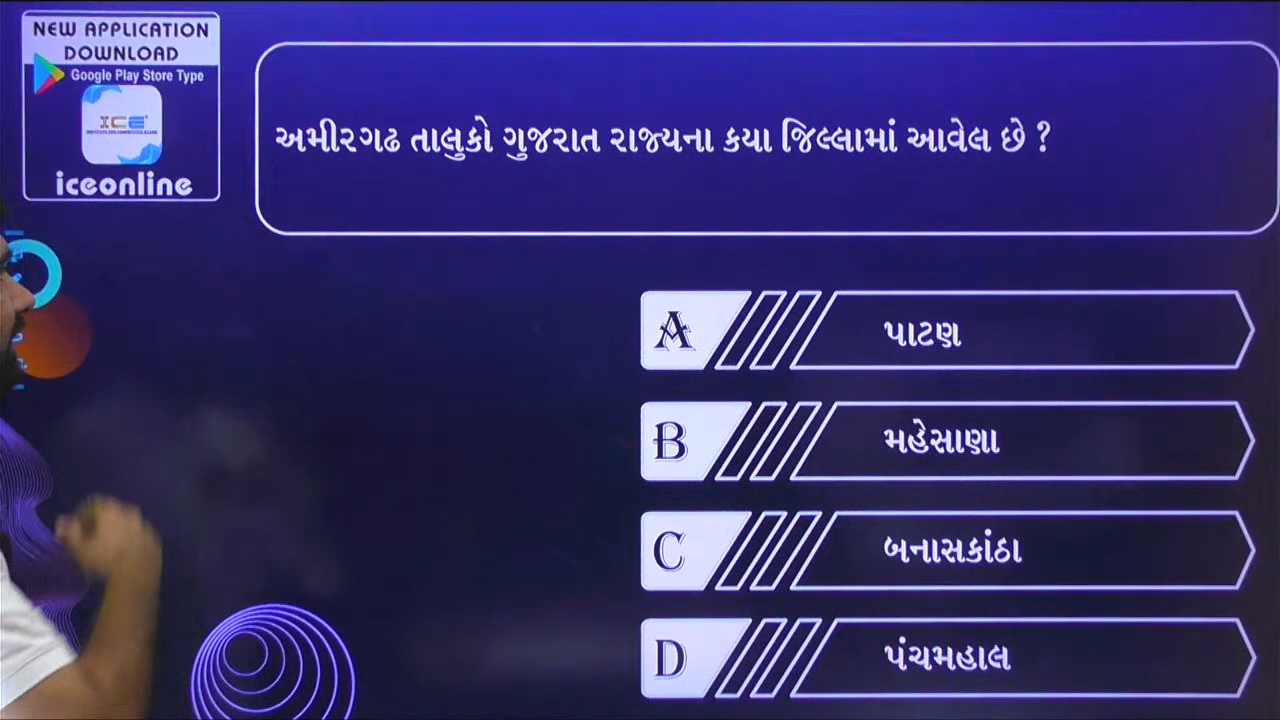 NEW APPLICATION
DOWNLOAD
Google Play Store Type
ICE
iceonline
અમીરગઢ તાલુકો ગુજરાત રાજ્યના કયા જિલ્લામાં આવેલ છે ?
A પાટણ
B મહેસાણા
C બનાસકાંઠા
D પંચમહાલ